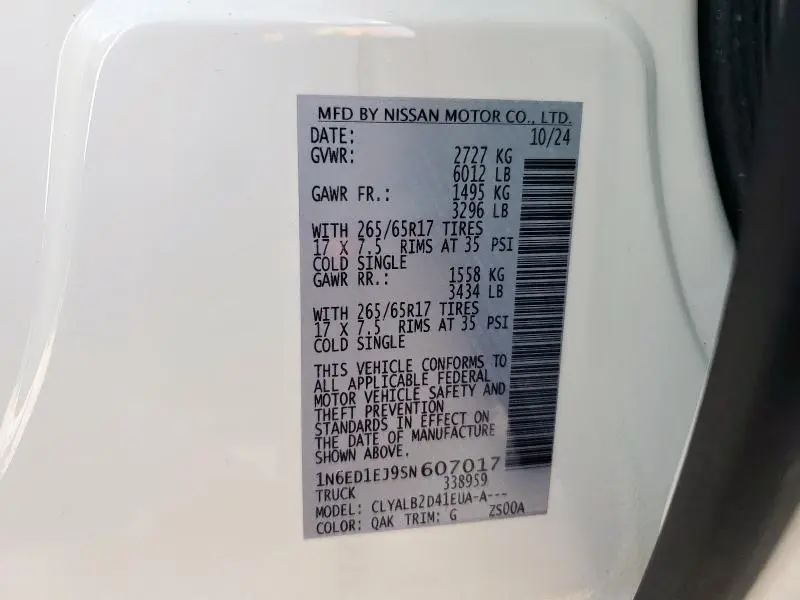 MFD BY NISSAN MOTOR CO., LTD.
DATE: 10/24
GVWR: 2727 KG
6012 LB
GAWR FR.: 1495 KG
3296 LB
WITH 265/65R17 TIRES
17 X 7.5 RIMS AT 35 PSI
COLD SINGLE
GAWR RR.: 1558 KG
3434 LB
WITH 265/65R17 TIRES
17 X 7.5 RIMS AT 35 PSI
COLD SINGLE
THIS VEHICLE CONFORMS TO
ALL APPLICABLE FEDERAL
MOTOR VEHICLE SAFETY AND
THEFT PREVENTION
STANDARDS IN EFFECT ON
THE DATE OF MANUFACTURE
SHOWN ABOVE.
1N6ED1EJ9SN607017
TRUCK 338959
MODEL: CLYALB2D41EUA-A---
COLOR: QAK TRIM: G ZS00A